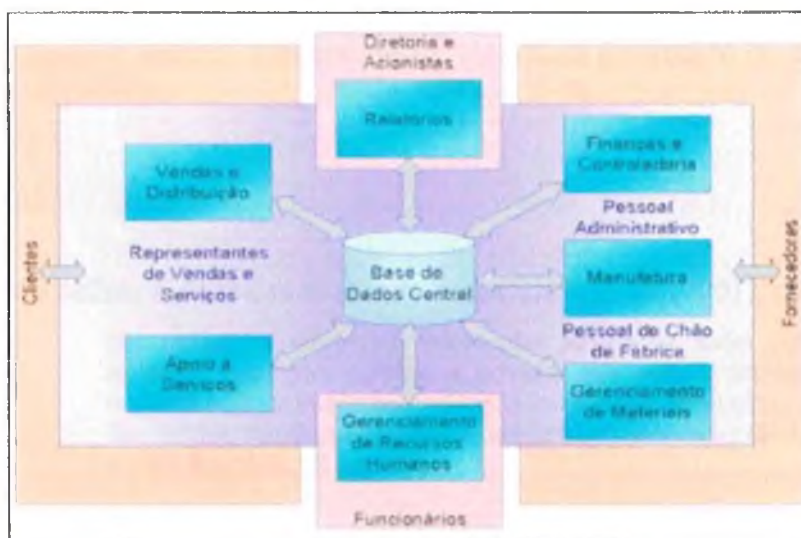 Diretoria e
Acionistas
Relatórios
Vendas e
Distribuição
Finanças e
Controladoria
Pessoal
Administrativo
Clientes
Representantes
de Vendas e
Serviços
Base de
Dados Central
Manufatura
Fornecedores
Pessoal de Chão
de Fabrica
Apoio a
Serviços
Gerenciamento
de Materiais
Gerenciamento
de Recursos
Humanos
Funcionários